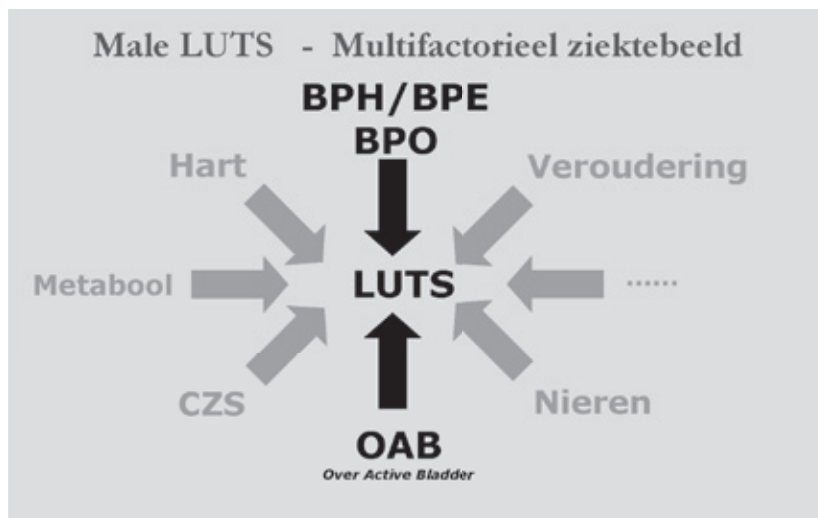 Male LUTS - Multifactorieel ziektebeeld
BPH/BPE
BPO
Hart
Veroudering
Metabool
LUTS
......
CZS
Nieren
OAB
Over Active Bladder